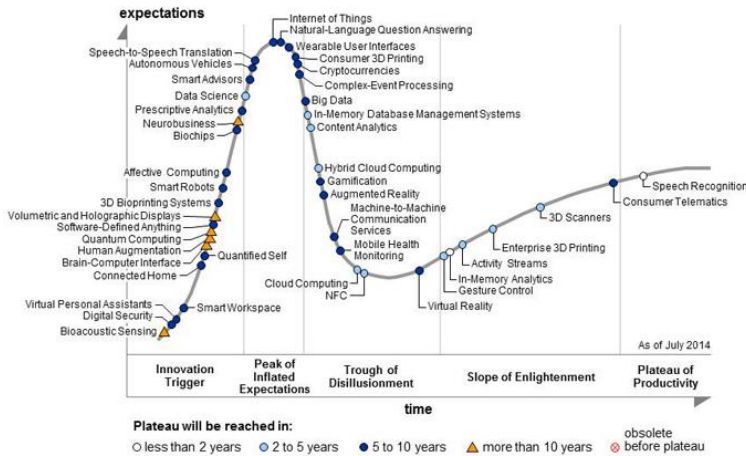 expectations
Internet of Things
Natural-Language Question Answering
Wearable User Interfaces
Speech-to-Speech Translation
Consumer 3D Printing
Autonomous Vehicles
Cryptocurrencies
Smart Advisors
Complex-Event Processing
Data Science
Big Data
Prescriptive Analytics
In-Memory Database Management Systems
Neurobusiness
Content Analytics
Biochips
Hybrid Cloud Computing
Affective Computing
Gamification
Speech Recognition
Smart Robots
Augmented Reality
Consumer Telematics
3D Bioprinting Systems
Machine-to-Machine
Communication
Services
Volumetric and Holographic Displays
3D Scanners
Software-Defined Anything
Quantum Computing
Mobile Health
Monitoring
Enterprise 3D Printing
Human Augmentation
Quantified Self
Activity Streams
Brain-Computer Interface
In-Memory Analytics
Connected Home
Cloud Computing
Gesture Control
NFC
Virtual Reality
Virtual Personal Assistants
Smart Workspace
Digital Security
Bioacoustic Sensing
As of July 2014
Innovation
Trigger
Peak of
Inflated
Expectations
Trough of
Disillusionment
Slope of Enlightenment
Plateau of
Productivity
time
Plateau will be reached in:
less than 2 years
2 to 5 years
5 to 10 years
more than 10 years
obsolete
before plateau